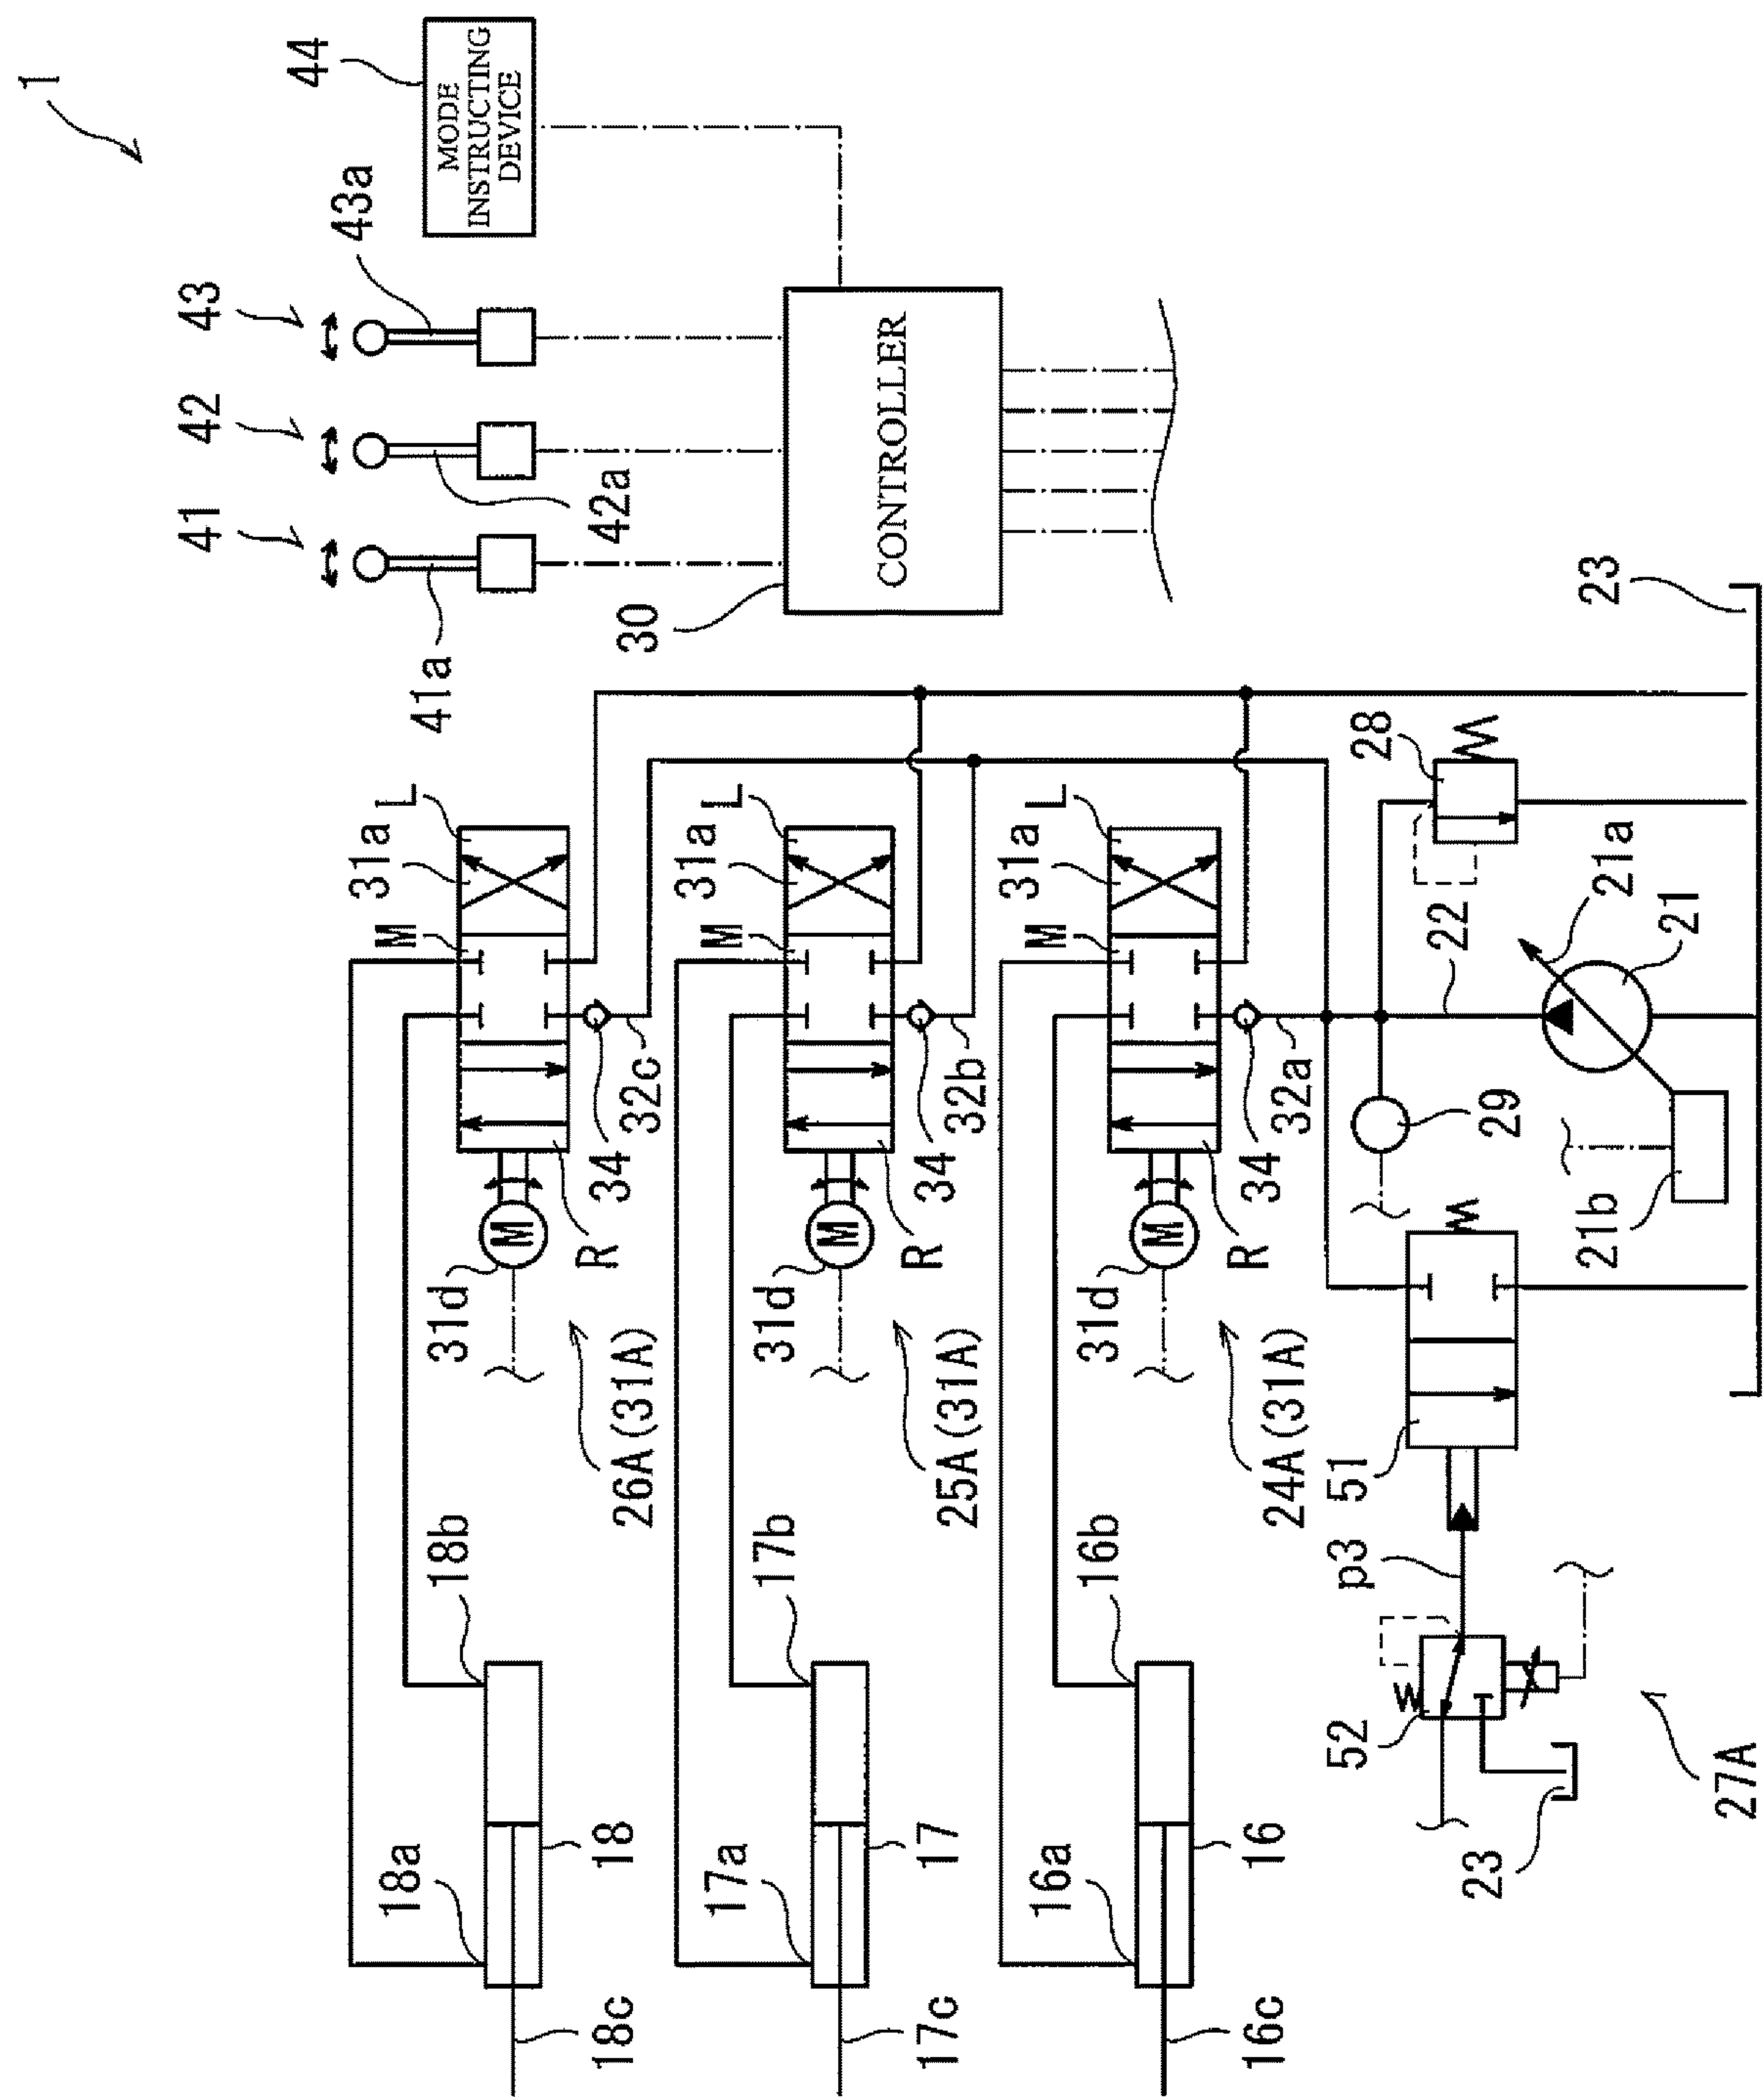 1
44
MODE
INSTRUCTING
DEVICE
43
43a
42
42a
41
41a
30
CONTROLLER
23
31a
L
M
31d
R
34
32c
26A(31A)
18b
18a
18
18c
31a
L
M
31d
R
34
32b
25A(31A)
17b
17a
17
17c
31a
L
M
31d
R
34
32a
24A(31A)
16b
16a
16
16c
M
M
M
28
22
21a
21
29
21b
51
p3
52
23
27A